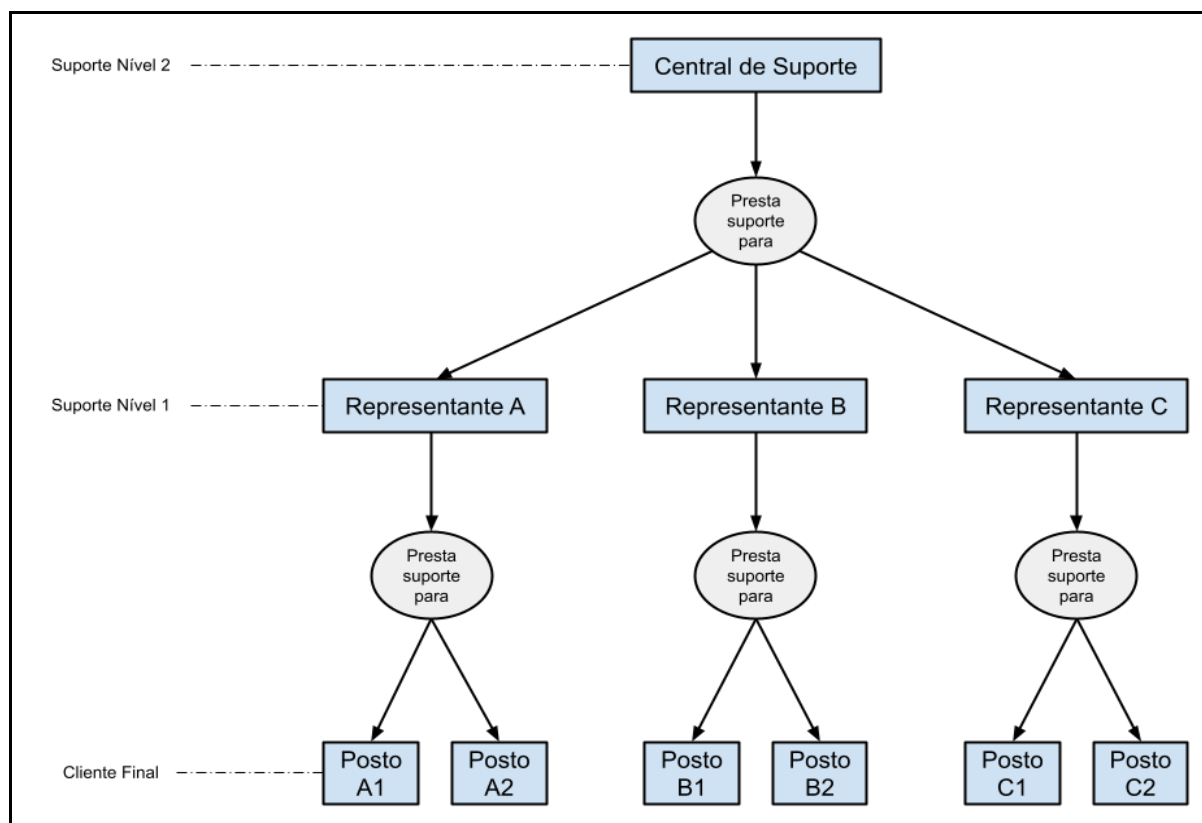 Suporte Nível 2
Central de Suporte
Presta
suporte
para
Suporte Nível 1
Representante A
Representante B
Representante C
Presta
suporte
para
Presta
suporte
para
Presta
suporte
para
Cliente Final
Posto
A1
Posto
A2
Posto
B1
Posto
B2
Posto
C1
Posto
C2